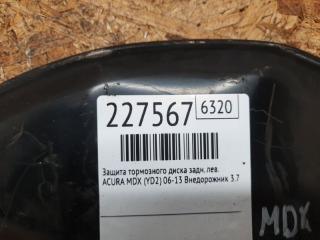 227567 6320
Защита тормозного диска задн. лев.
ACURA MDX (YD2) 06-13 Внедорожник 3.7
MDX